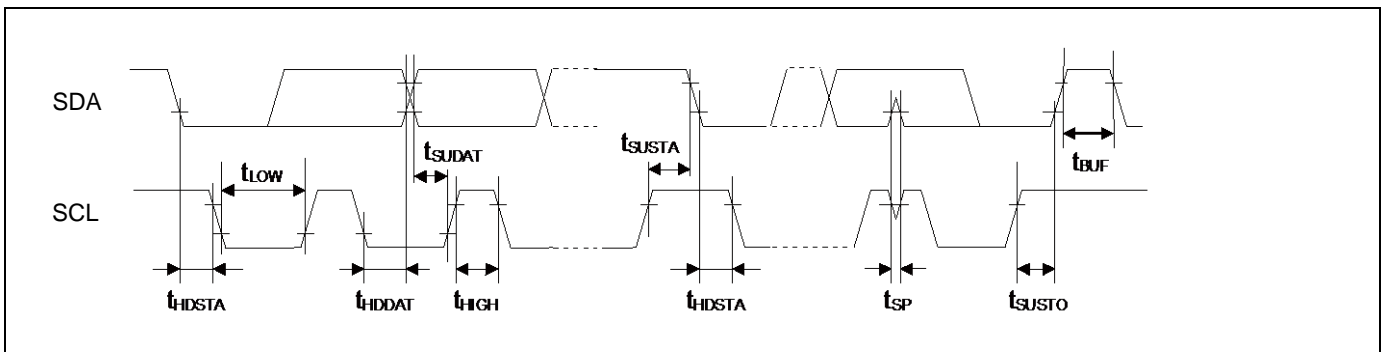 SDA
tSUDAT
tSUSTA
tBUF
tLOW
SCL
tHDSTA
tHDDAT
tHIGH
tHDSTA
tSP
tSUSTO